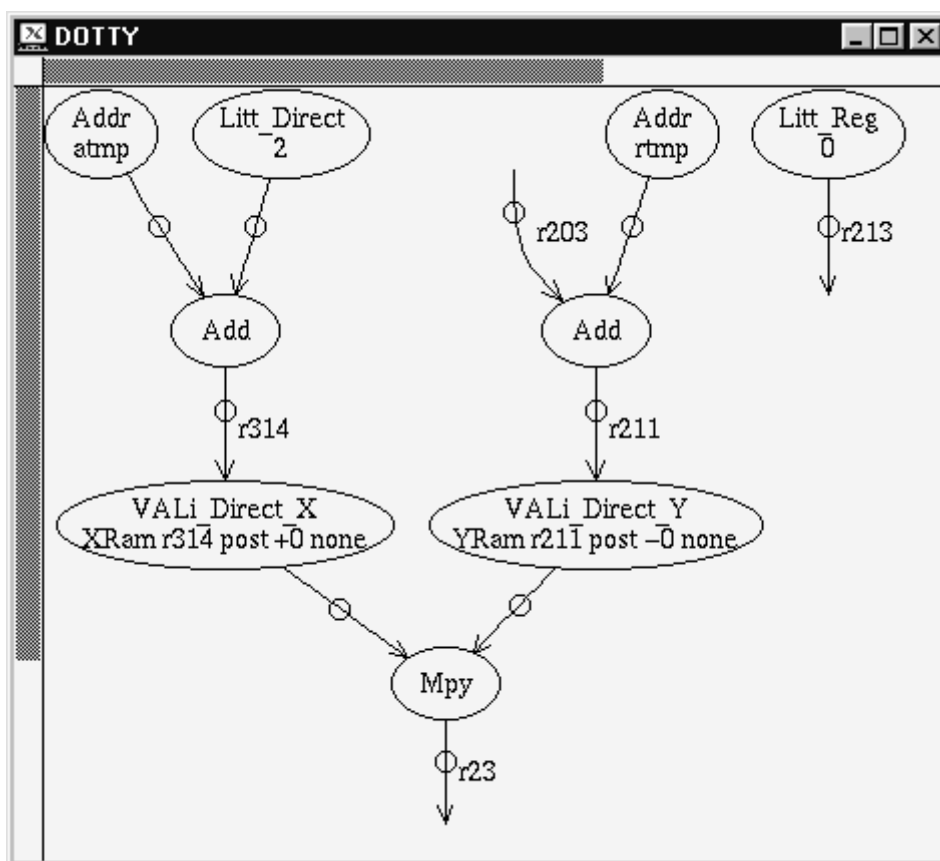 DOTTY
Addr
atmp
Litt_Direct
2
Addr
rtmp
Litt_Reg
0
r203
r213
Add
Add
r314
r211
VALi_Direct_X
XRam r314 post +0 none
VALi_Direct_Y
YRam r211 post −0 none
Mpy
r23